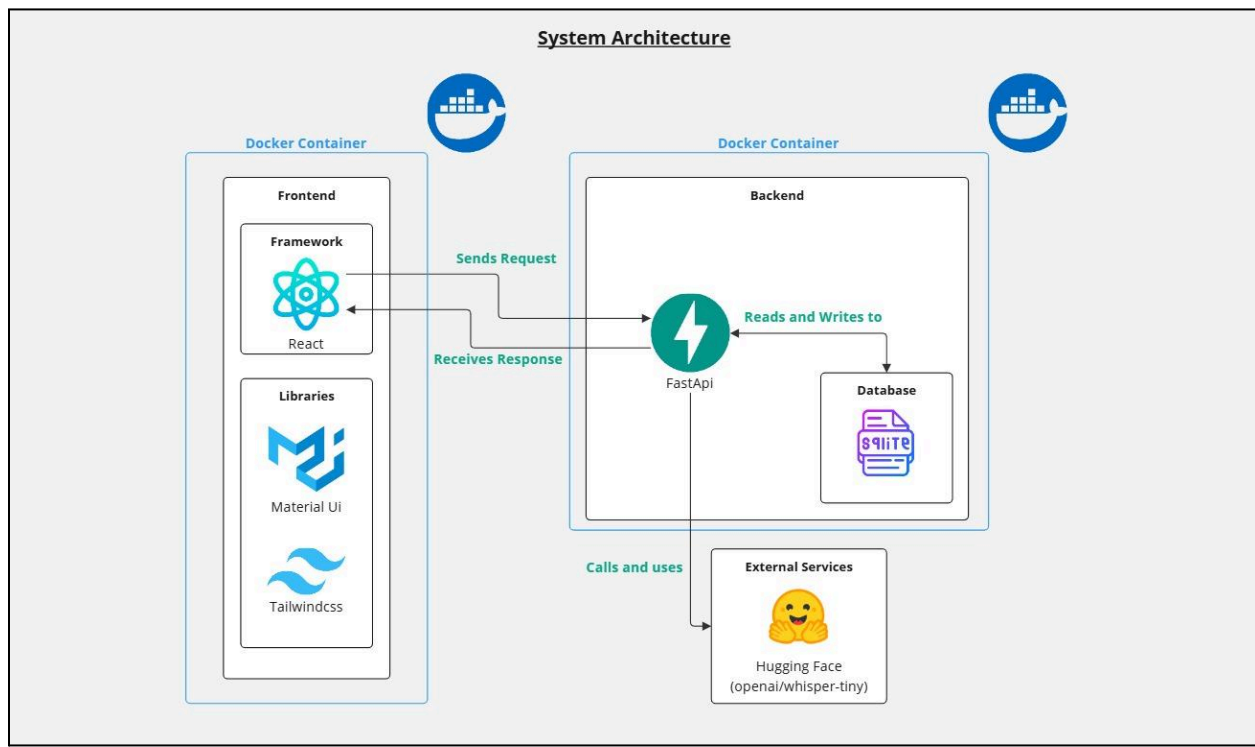 System Architecture
Docker Container
Frontend
Framework
React
Libraries
Material Ui
Tailwindcss
Sends Request
Receives Response
Docker Container
Backend
FastApi
Reads and Writes to
Database
sqlite
Calls and uses
External Services
Hugging Face
(openai/whisper-tiny)